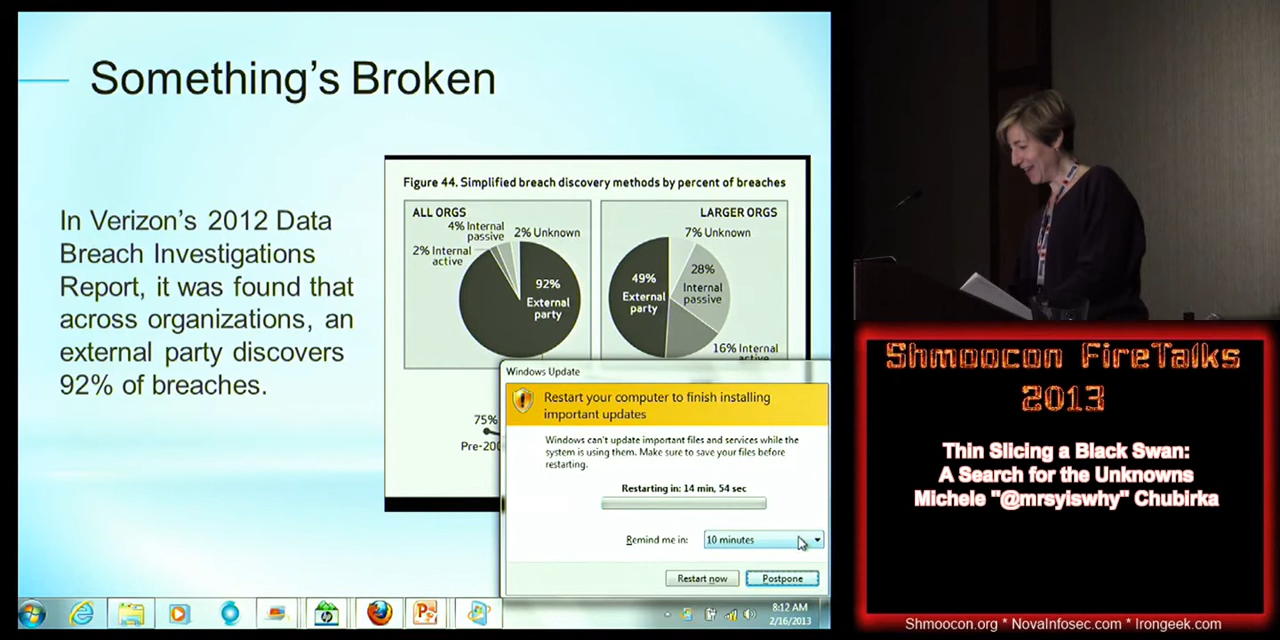 Something's Broken
In Verizon's 2012 Data
Breach Investigations
Report, it was found that
across organizations, an
external party discovers
92% of breaches.
Figure 44. Simplified breach discovery methods by percent of breaches
ALL ORGS
4% Internal
passive
2% Unknown
2% Internal
active
92%
External
party
LARGER ORGS
7% Unknown
49%
External
party
28%
Internal
passive
16% Internal
active
75%
Windows Update
Restart your computer to finish installing
important updates
Windows can't update important files and services while the
system is using them. Make sure to save your files before
restarting.
Restarting in: 14 min, 54 sec
Remind me in:
10 minutes
Restart now
Postpone
8:12 AM
2/16/2013
Shmoocon FireTalks
2013
Thin Slicing a Black Swan:
A Search for the Unknowns
Michele "@mrsyiswhy" Chubirka
Shmoocon.org * NovaInfosec.com * Irongeek.com